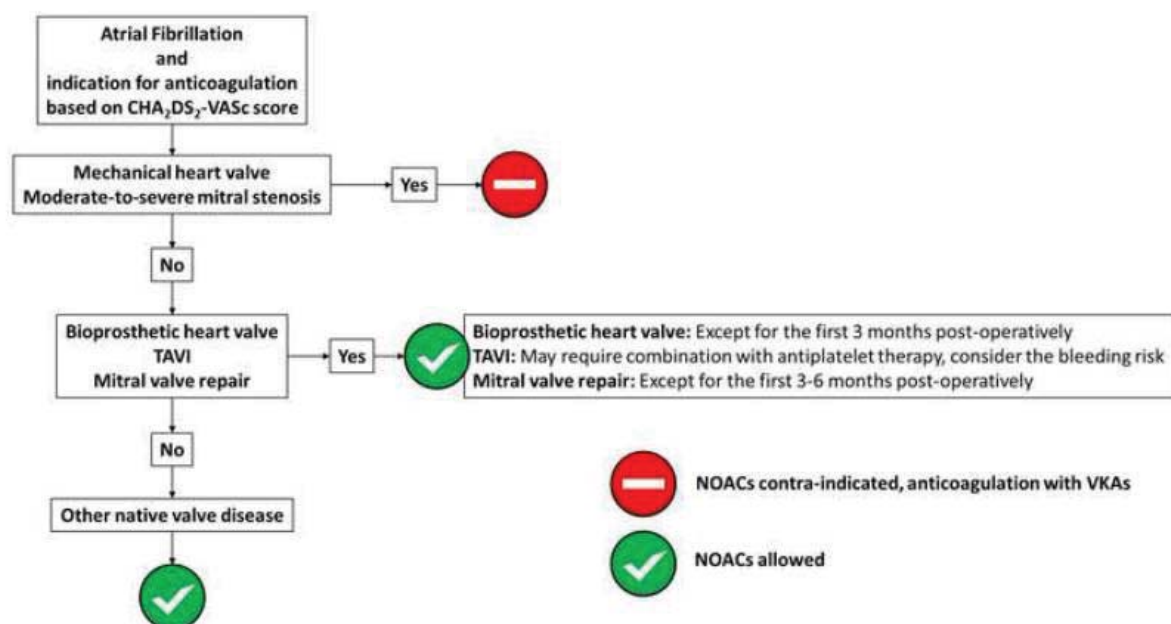 Atrial Fibrillation
and
indication for anticoagulation
based on CHA₂DS₂-VASc score
Mechanical heart valve
Moderate-to-severe mitral stenosis
Yes
No
Bioprosthetic heart valve
TAVI
Mitral valve repair
Yes
Bioprosthetic heart valve: Except for the first 3 months post-operatively
TAVI: May require combination with antiplatelet therapy, consider the bleeding risk
Mitral valve repair: Except for the first 3-6 months post-operatively
No
Other native valve disease
NOACs contra-indicated, anticoagulation with VKAs
NOACs allowed